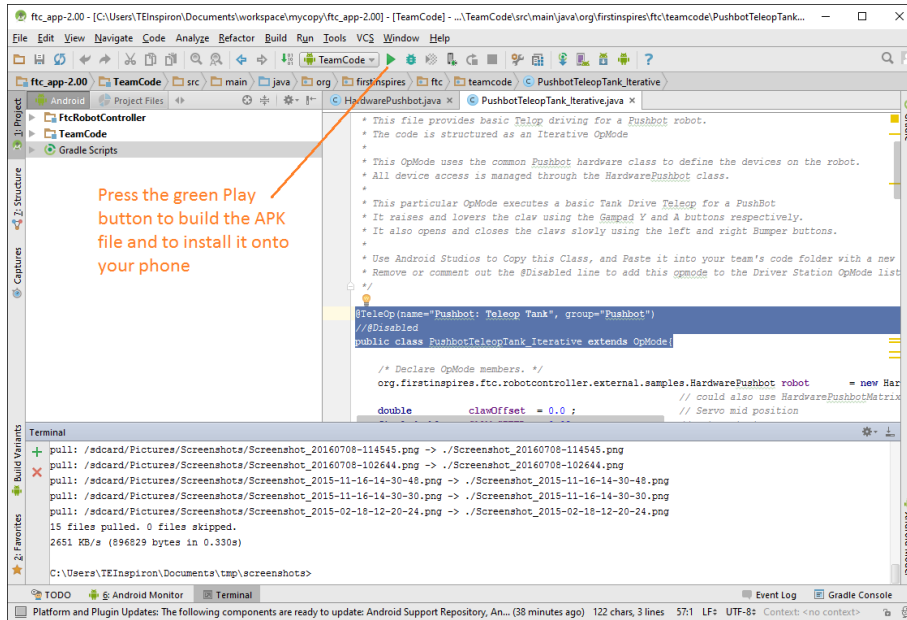 ftc_app-2.00 - [C:\Users\TEInspiron\Documents\workspace\mycopy\ftc_app-2.00] - [TeamCode] - ...\TeamCode\src\main\java\org\firstinspires\ftc\teamcode\PushbotTeleopTank...
File Edit View Navigate Code Analyze Refactor Build Run Tools VCS Window Help
TeamCode
ftc_app-2.00 TeamCode src main java org firstinspires ftc teamcode PushbotTeleopTank_Iterative
Android Project Files
HardwarePushbot.java × PushbotTeleopTank_Iterative.java ×
1: Project
FtcRobotController
TeamCode
Gradle Scripts
7: Structure
Captures
Press the green Play
button to build the APK
file and to install it onto
your phone
* This file provides basic Telop driving for a Pushbot robot.
* The code is structured as an Iterative OpMode
*
* This OpMode uses the common Pushbot hardware class to define the devices on the robot.
* All device access is managed through the HardwarePushbot class.
*
* This particular OpMode executes a basic Tank Drive Teleop for a PushBot
* It raises and lowers the claw using the Gampad Y and A buttons respectively.
* It also opens and closes the claws slowly using the left and right Bumper buttons.
*
* Use Android Studios to Copy this Class, and Paste it into your team's code folder with a new
* Remove or comment out the @Disabled line to add this opmode to the Driver Station OpMode list
*/
@TeleOp(name="Pushbot: Teleop Tank", group="Pushbot")
//@Disabled
public class PushbotTeleopTank_Iterative extends OpMode{
/* Declare OpMode members. */
org.firstinspires.ftc.robotcontroller.external.samples.HardwarePushbot robot = new Har
// could also use HardwarePushbotMatrix
double clawOffset = 0.0 ; // Servo mid position
Terminal
Build Variants
2: Favorites
pull: /sdcard/Pictures/Screenshots/Screenshot_20160708-114545.png -> ./Screenshot_20160708-114545.png
pull: /sdcard/Pictures/Screenshots/Screenshot_20160708-102644.png -> ./Screenshot_20160708-102644.png
pull: /sdcard/Pictures/Screenshots/Screenshot_2015-11-16-14-30-48.png -> ./Screenshot_2015-11-16-14-30-48.png
pull: /sdcard/Pictures/Screenshots/Screenshot_2015-11-16-14-30-30.png -> ./Screenshot_2015-11-16-14-30-30.png
pull: /sdcard/Pictures/Screenshots/Screenshot_2015-02-18-12-20-24.png -> ./Screenshot_2015-02-18-12-20-24.png
15 files pulled. 0 files skipped.
2651 KB/s (896829 bytes in 0.330s)
C:\Users\TEInspiron\Documents\tmp\screenshots>
TODO 6: Android Monitor Terminal Event Log Gradle Console
Platform and Plugin Updates: The following components are ready to update: Android Support Repository, An... (38 minutes ago) 122 chars, 3 lines 57:1 LF÷ UTF-8÷ Context: <no context>